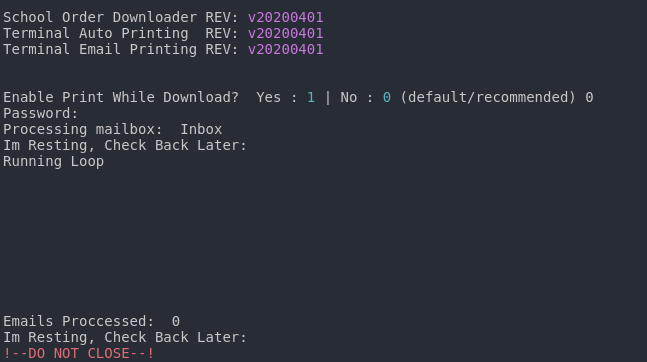 School Order Downloader REV: v20200401
Terminal Auto Printing  REV: v20200401
Terminal Email Printing REV: v20200401
Enable Print While Download?  Yes : 1 | No : 0 (default/recommended) 0
Password:
Processing mailbox:  Inbox
Im Resting, Check Back Later:
Running Loop
Emails Proccessed:  0
Im Resting, Check Back Later:
!--DO NOT CLOSE--!